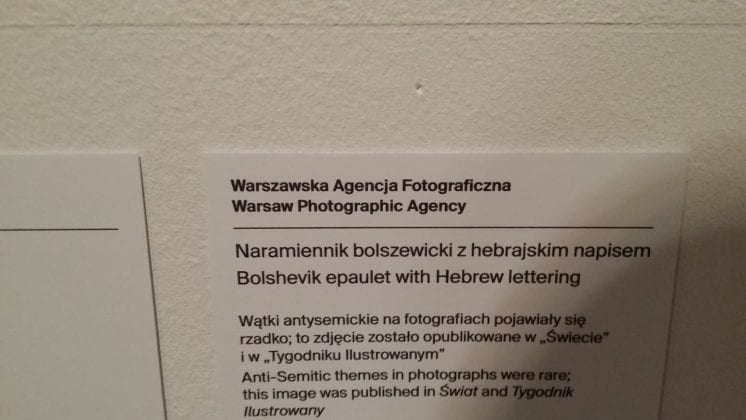 Warszawska Agencja Fotograficzna
Warsaw Photographic Agency
Naramiennik bolszewicki z hebrajskim napisem
Bolshevik epaulet with Hebrew lettering
Wątki antysemickie na fotografiach pojawiały się
rzadko; to zdjęcie zostało opublikowane w „Świecie”
i w „Tygodniku Ilustrowanym”
Anti-Semitic themes in photographs were rare;
this image was published in Świat and Tygodnik
Ilustrowany